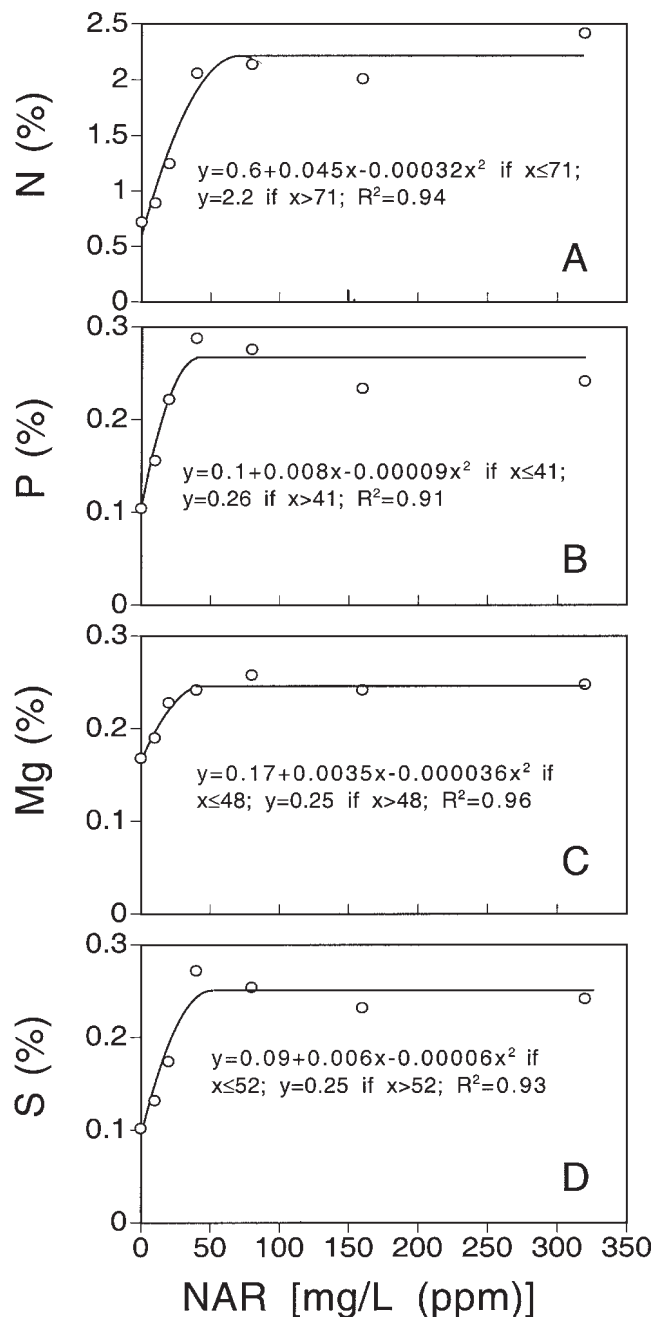 2.5
2
1.5
1
0.5
0
N (%)
y=0.6+0.045x-0.00032x² if x≤71;
y=2.2 if x>71; R²=0.94
A
0.3
0.2
0.1
0
P (%)
y=0.1+0.008x-0.00009x² if x≤41;
y=0.26 if x>41; R²=0.91
B
0.3
0.2
0.1
0
Mg (%)
y=0.17+0.0035x-0.000036x² if
x≤48; y=0.25 if x>48; R²=0.96
C
0.3
0.2
0.1
0
S (%)
y=0.09+0.006x-0.00006x² if
x≤52; y=0.25 if x>52; R²=0.93
D
0 50 100 150 200 250 300 350
NAR [mg/L (ppm)]